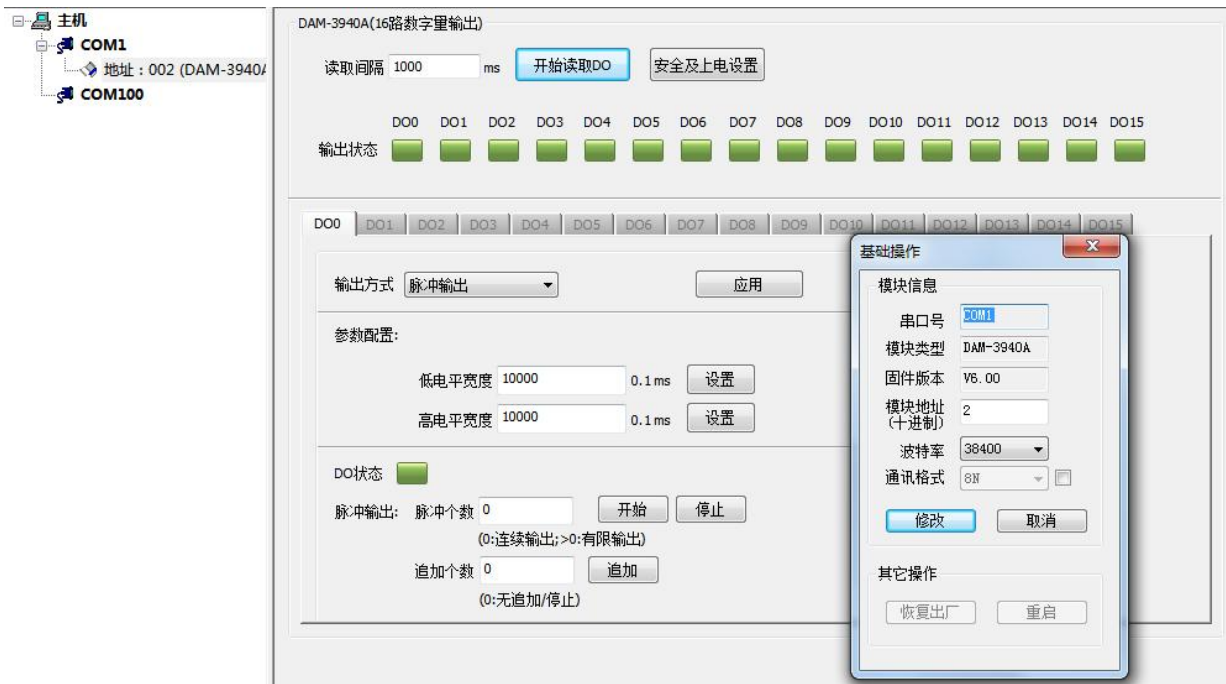 主机
COM1
地址：002 (DAM-3940A
COM100
DAM-3940A(16路数字量输出)
读取间隔 1000 ms 开始读取DO 安全及上电设置
DO0 DO1 DO2 DO3 DO4 DO5 DO6 DO7 DO8 DO9 DO10 DO11 DO12 DO13 DO14 DO15
输出状态
DO0 DO1 DO2 DO3 DO4 DO5 DO6 DO7 DO8 DO9 DO10 DO11 DO12 DO13 DO14 DO15
输出方式 脉冲输出 应用
参数配置:
低电平宽度 10000 0.1ms 设置
高电平宽度 10000 0.1ms 设置
DO状态
脉冲输出: 脉冲个数 0 开始 停止
(0:连续输出;>0:有限输出)
追加个数 0 追加
(0:无追加/停止)
基础操作
模块信息
串口号 COM1
模块类型 DAM-3940A
固件版本 V6.00
模块地址 2
(十进制)
波特率 38400
通讯格式 8N
修改 取消
其它操作
恢复出厂 重启